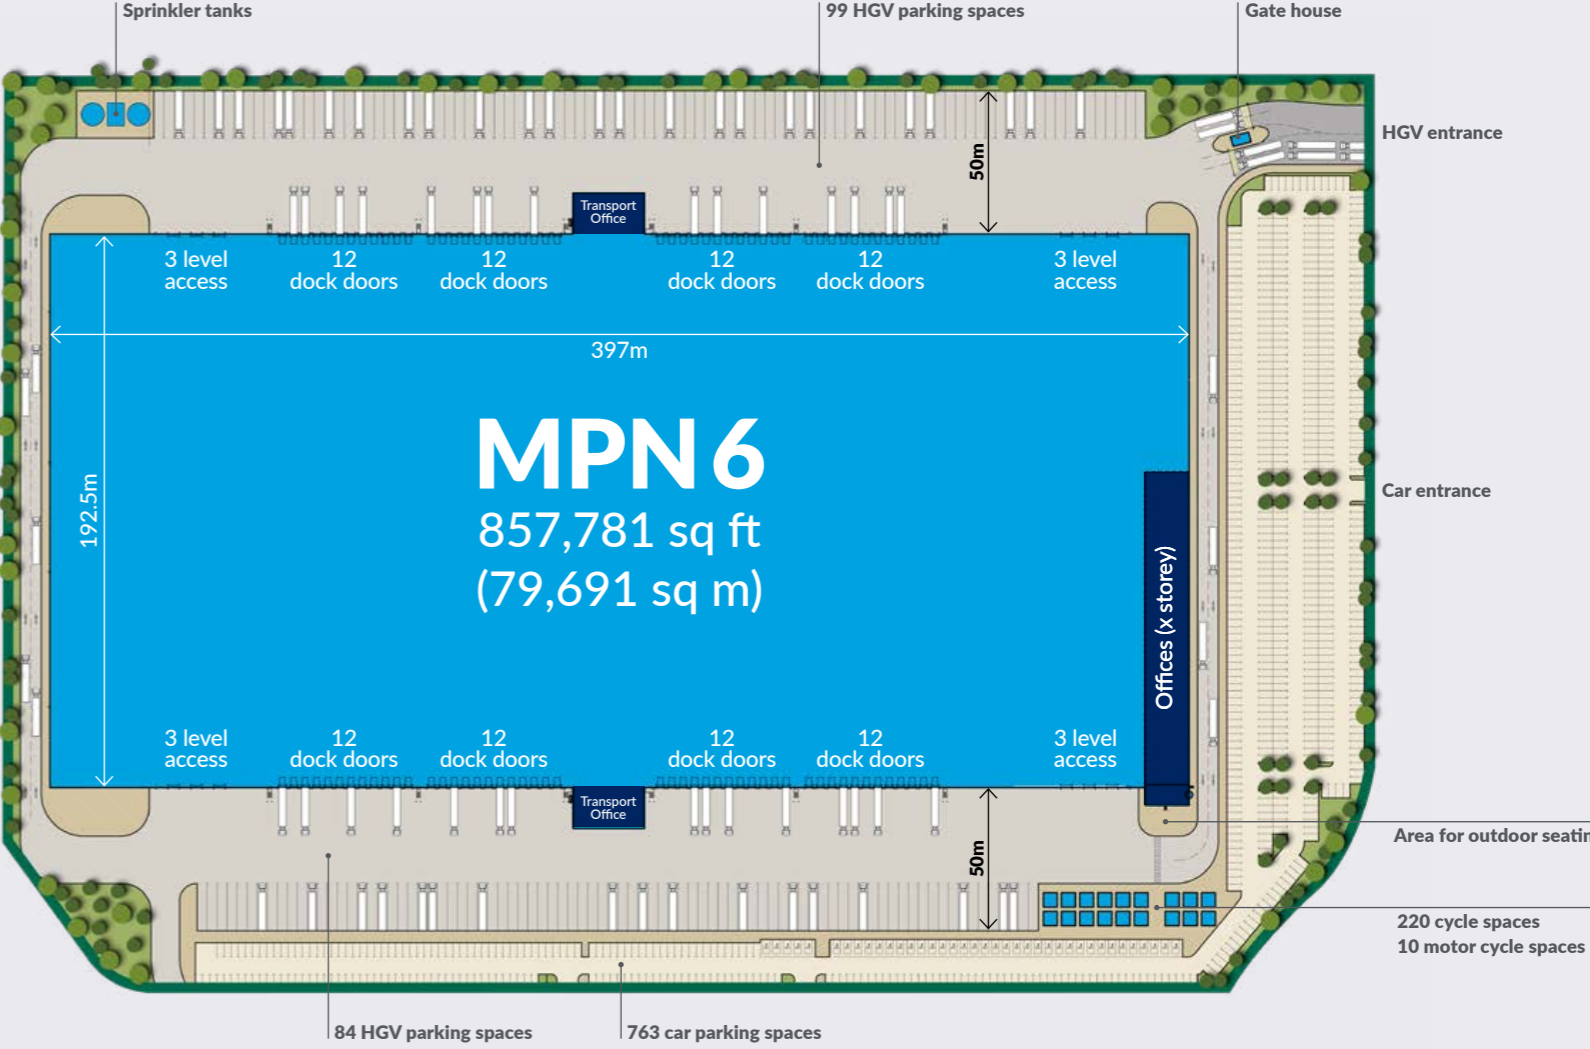 Sprinkler tanks
99 HGV parking spaces
Gate house
HGV entrance
50m
Transport
Office
3 level
access
12
dock doors
12
dock doors
12
dock doors
12
dock doors
3 level
access
397m
192.5m
MPN 6
857,781 sq ft
(79,691 sq m)
Car entrance
Offices (x storey)
3 level
access
12
dock doors
12
dock doors
12
dock doors
12
dock doors
3 level
access
Transport
Office
50m
Area for outdoor seatin
220 cycle spaces
10 motor cycle spaces
84 HGV parking spaces
763 car parking spaces